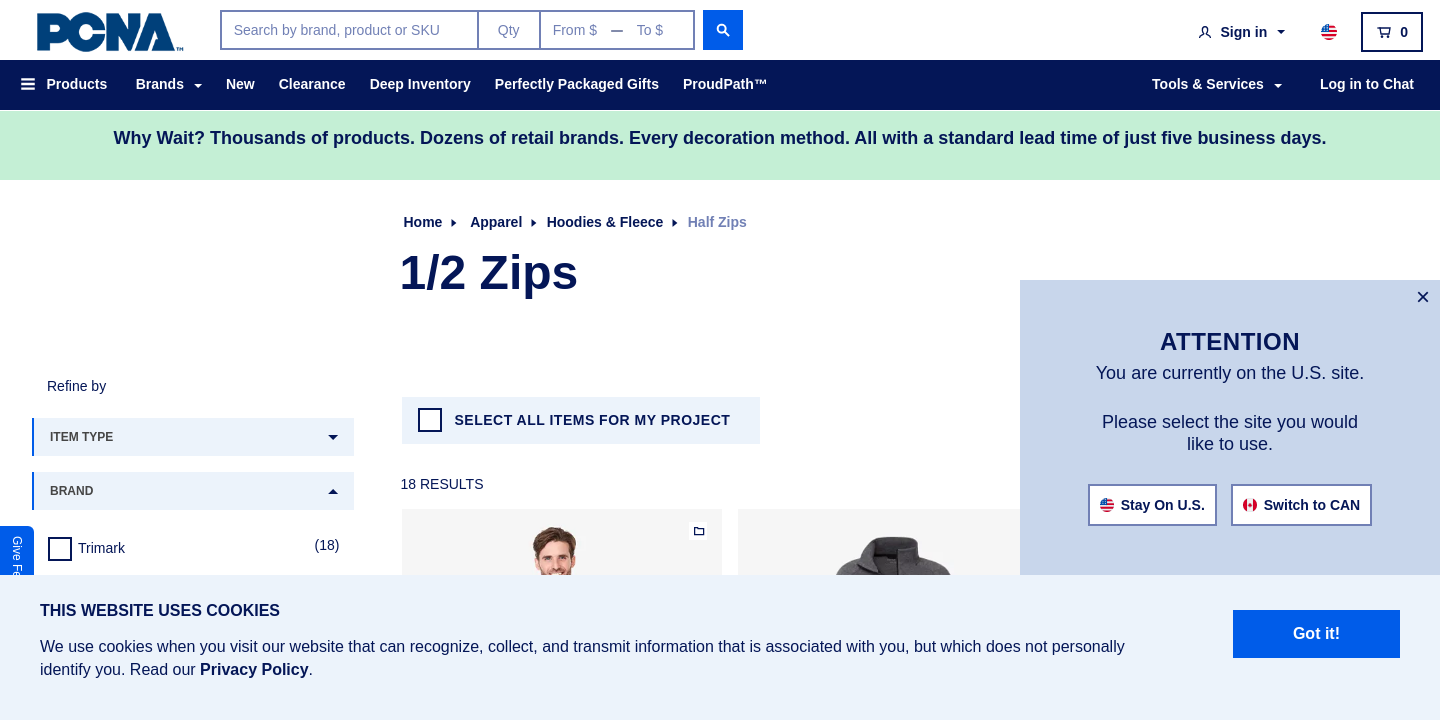 PCNA™
Search by brand, product or SKU
Qty
From $ — To $
Sign in
0
Products
Brands
New
Clearance
Deep Inventory
Perfectly Packaged Gifts
ProudPath™
Tools & Services
Log in to Chat
Why Wait? Thousands of products. Dozens of retail brands. Every decoration method. All with a standard lead time of just five business days.
Home
Apparel
Hoodies & Fleece
Half Zips
1/2 Zips
Refine by
ITEM TYPE
BRAND
Trimark
(18)
Give Fe
SELECT ALL ITEMS FOR MY PROJECT
18 RESULTS
×
ATTENTION
You are currently on the U.S. site.
Please select the site you would
like to use.
Stay On U.S.
Switch to CAN
THIS WEBSITE USES COOKIES
We use cookies when you visit our website that can recognize, collect, and transmit information that is associated with you, but which does not personally
identify you. Read our Privacy Policy.
Got it!